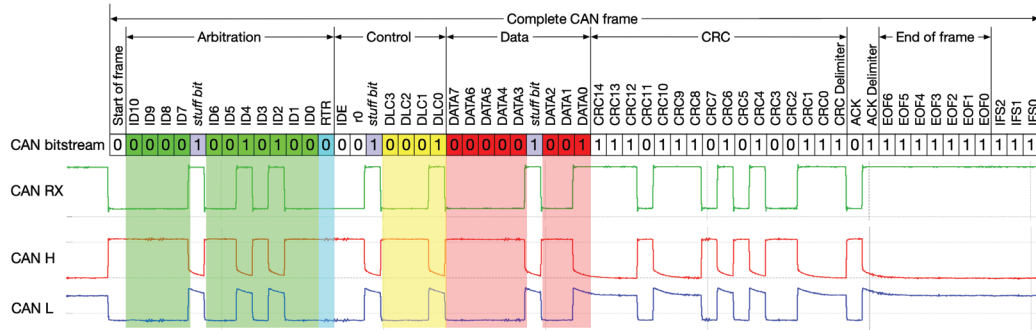 Complete CAN frame
Arbitration Control Data CRC End of frame
Start of frame ID10 ID9 ID8 ID7 stuff bit ID6 ID5 ID4 ID3 ID2 ID1 ID0 RTR IDE r0 stuff bit DLC3 DLC2 DLC1 DLC0 DATA7 DATA6 DATA5 DATA4 DATA3 stuff bit DATA2 DATA1 DATA0 CRC14 CRC13 CRC12 CRC11 CRC10 CRC9 CRC8 CRC7 CRC6 CRC5 CRC4 CRC3 CRC2 CRC1 CRC0 CRC Delimiter ACK ACK Delimiter EOF6 EOF5 EOF4 EOF3 EOF2 EOF1 EOF0 IFS2 IFS1 IFS0
CAN bitstream 0 0 0 0 0 1 0 0 1 0 1 0 0 0 0 0 1 0 0 0 1 0 0 0 0 0 1 0 0 1 1 1 1 0 1 1 1 0 1 0 1 0 0 1 1 1 0 1 1 1 1 1 1 1 1 1 1 1
CAN RX
CAN H
CAN L